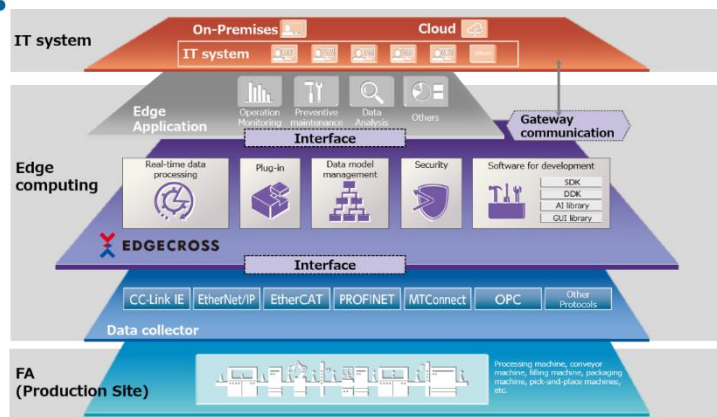 IT system
On-Premises
Cloud
IT system
Edge
Application
Operation
Monitoring
Preventive
maintenance
Data
Analysis
Others
Gateway
communication
Interface
Edge
computing
Real-time data
processing
Plug-in
Data model
management
Security
Software for development
SDK
DDK
AI library
GUI library
EDGECROSS
Interface
CC-Link IE
EtherNet/IP
EtherCAT
PROFINET
MTConnect
OPC
Other
Protocols
Data collector
FA
(Production Site)
Processing machine, conveyor
machine, filling machine, packaging
machine, pick-and-place machines,
etc.